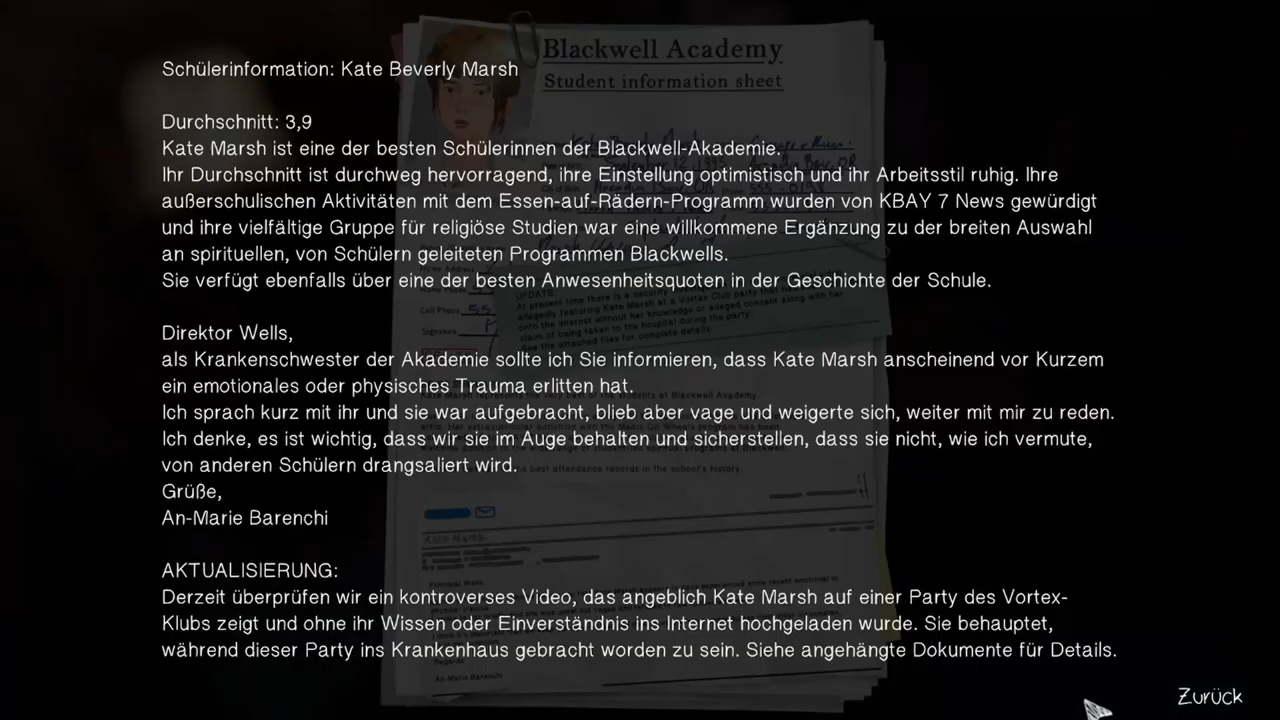 Blackwell Academy
Student information sheet
Schülerinformation: Kate Beverly Marsh
Durchschnitt: 3,9
Kate Marsh ist eine der besten Schülerinnen der Blackwell-Akademie.
Ihr Durchschnitt ist durchweg hervorragend, ihre Einstellung optimistisch und ihr Arbeitsstil ruhig. Ihre
außerschulischen Aktivitäten mit dem Essen-auf-Rädern-Programm wurden von KBAY 7 News gewürdigt
und ihre vielfältige Gruppe für religiöse Studien war eine willkommene Ergänzung zu der breiten Auswahl
an spirituellen, von Schülern geleiteten Programmen Blackwells.
Sie verfügt ebenfalls über eine der besten Anwesenheitsquoten in der Geschichte der Schule.
Direktor Wells,
als Krankenschwester der Akademie sollte ich Sie informieren, dass Kate Marsh anscheinend vor Kurzem
ein emotionales oder physisches Trauma erlitten hat.
Ich sprach kurz mit ihr und sie war aufgebracht, blieb aber vage und weigerte sich, weiter mit mir zu reden.
Ich denke, es ist wichtig, dass wir sie im Auge behalten und sicherstellen, dass sie nicht, wie ich vermute,
von anderen Schülern drangsaliert wird.
Grüße,
An-Marie Barenchi
AKTUALISIERUNG:
Derzeit überprüfen wir ein kontroverses Video, das angeblich Kate Marsh auf einer Party des Vortex-
Klubs zeigt und ohne ihr Wissen oder Einverständnis ins Internet hochgeladen wurde. Sie behauptet,
während dieser Party ins Krankenhaus gebracht worden zu sein. Siehe angehängte Dokumente für Details.
Zurück